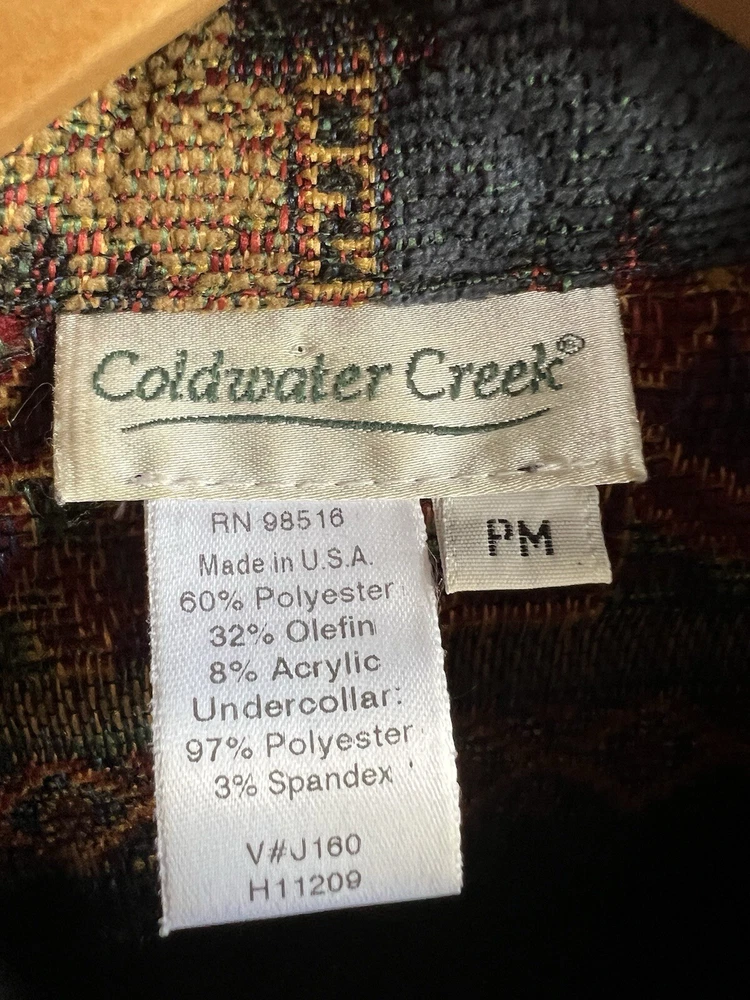 Coldwater Creek®
RN 98516
Made in U.S.A.
60% Polyester
32% Olefin
8% Acrylic
Undercollar:
97% Polyester
3% Spandex
V#J160
H11209
PM